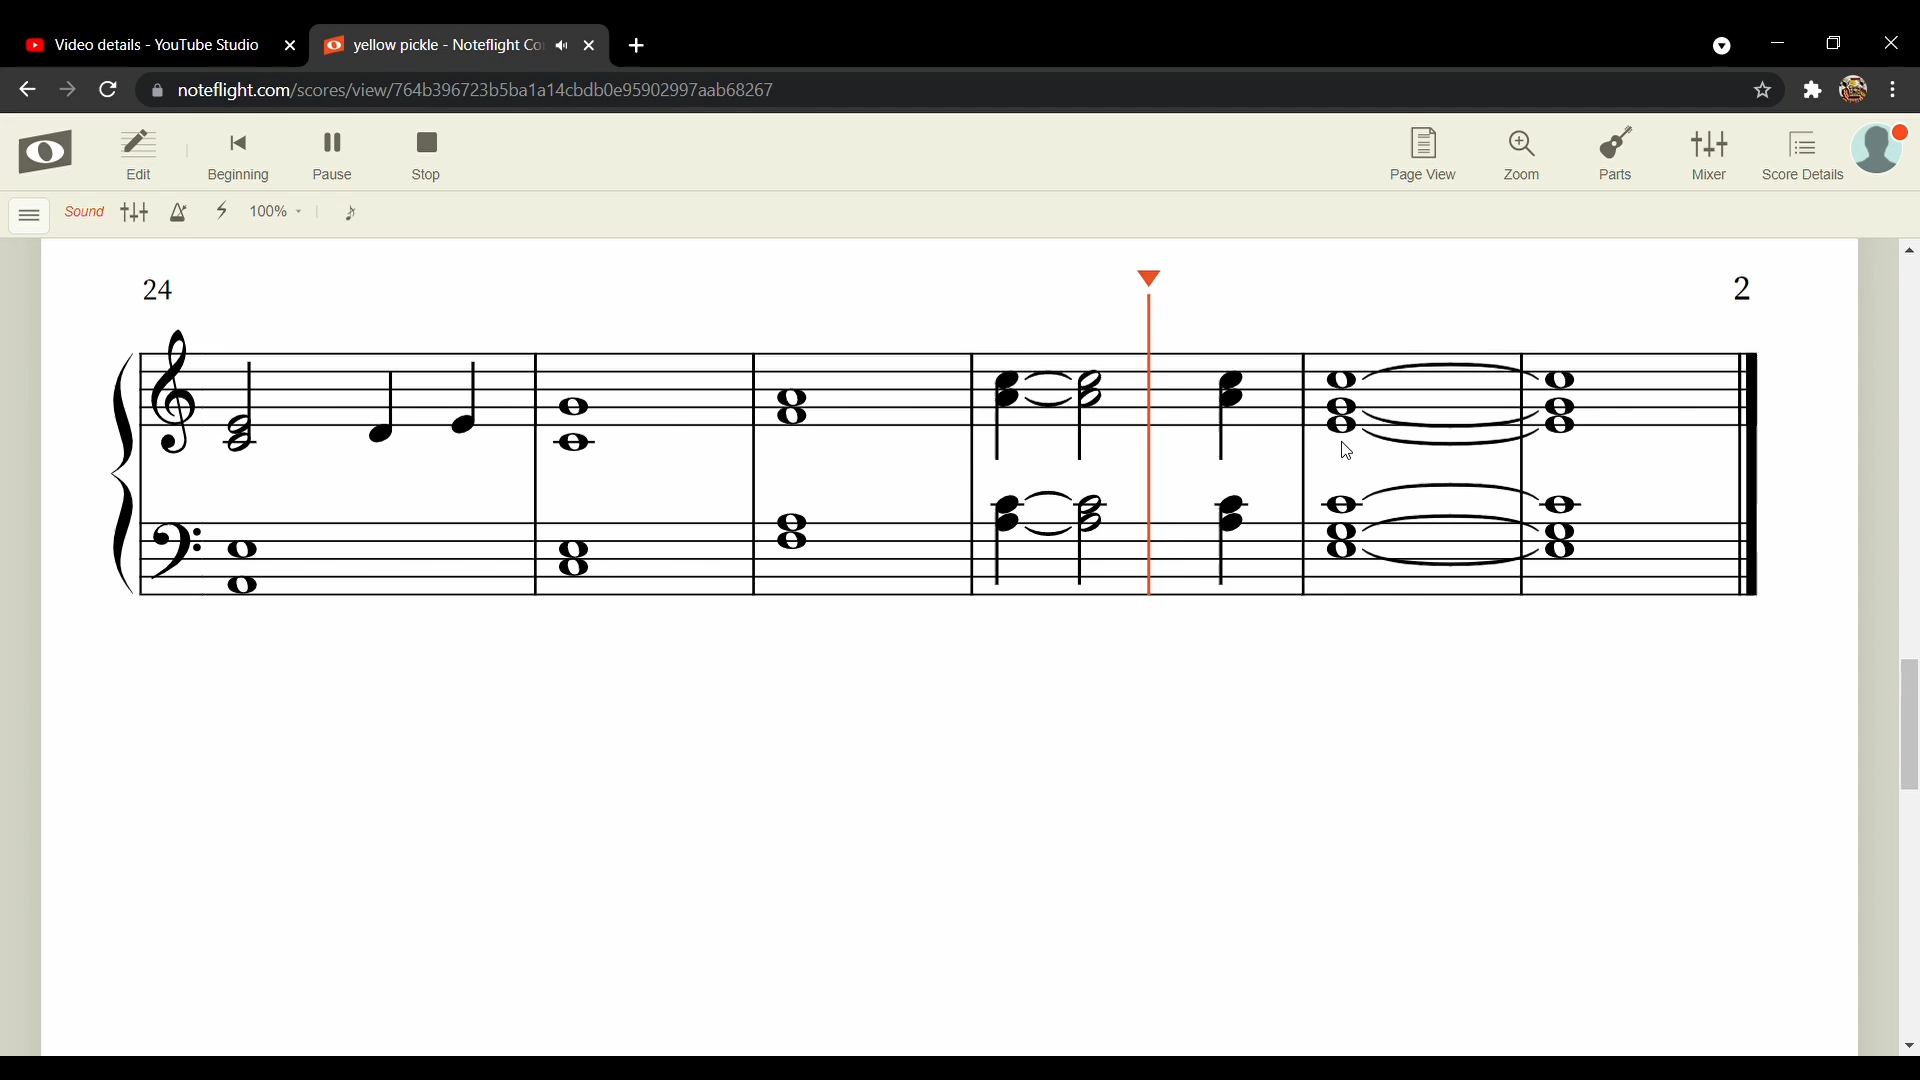 Video details - YouTube Studio
yellow pickle - Noteflight Co
noteflight.com/scores/view/764b396723b5ba1a14cbdb0e95902997aab68267
Edit
Beginning
Pause
Stop
Page View
Zoom
Parts
Mixer
Score Details
Sound
100%
24
2